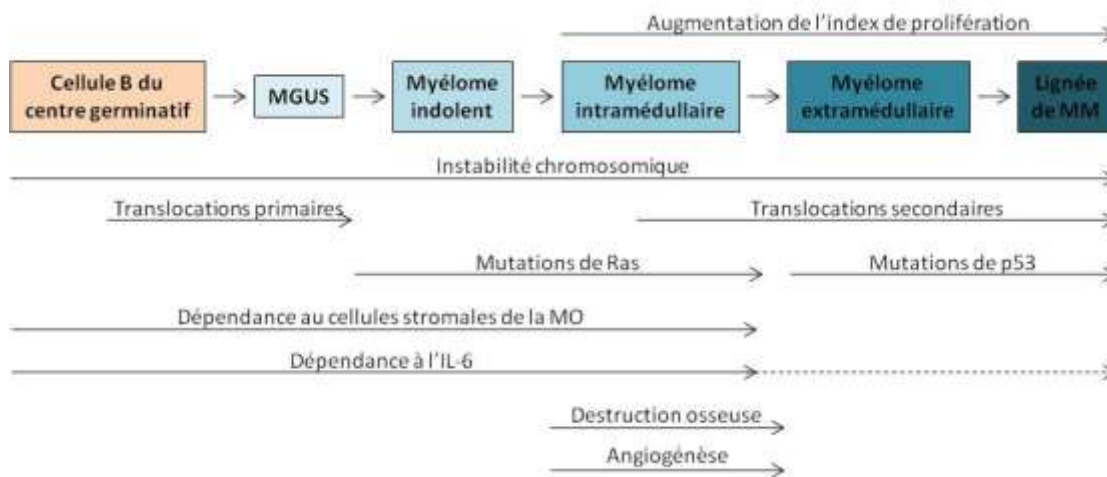 Augmentation de l'index de prolifération
Cellule B du
centre germinatif
MGUS
Myélome
indolent
Myélome
intramédullaire
Myélome
extramédullaire
Lignée
de MM
Instabilité chromosomique
Translocations primaires
Translocations secondaires
Mutations de Ras
Mutations de p53
Dépendance au cellules stromales de la MO
Dépendance à l'IL-6
Destruction osseuse
Angiogénèse